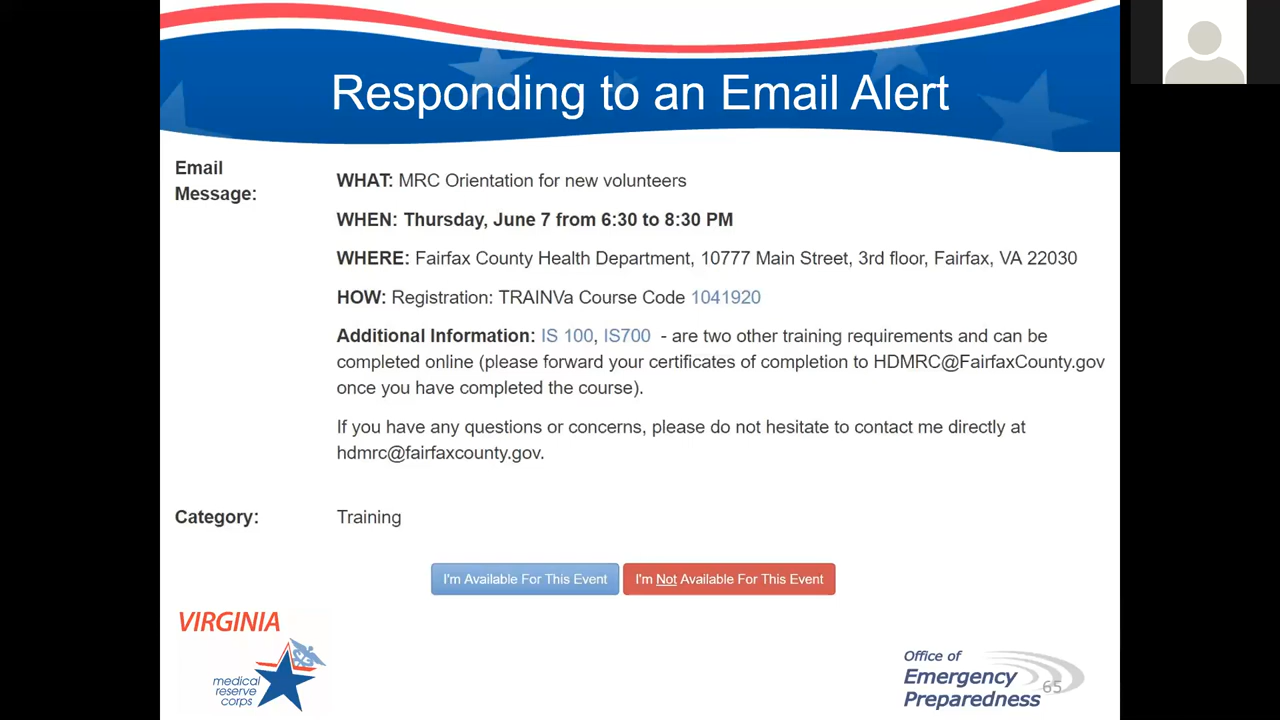 Responding to an Email Alert
Email
Message:
WHAT: MRC Orientation for new volunteers
WHEN: Thursday, June 7 from 6:30 to 8:30 PM
WHERE: Fairfax County Health Department, 10777 Main Street, 3rd floor, Fairfax, VA 22030
HOW: Registration: TRAINVa Course Code 1041920
Additional Information: IS 100, IS700 - are two other training requirements and can be
completed online (please forward your certificates of completion to HDMRC@FairfaxCounty.gov
once you have completed the course).
If you have any questions or concerns, please do not hesitate to contact me directly at
hdmrc@fairfaxcounty.gov.
Category:
Training
I'm Available For This Event
I'm Not Available For This Event
VIRGINIA
medical
reserve
corps
Office of
Emergency
Preparedness
65